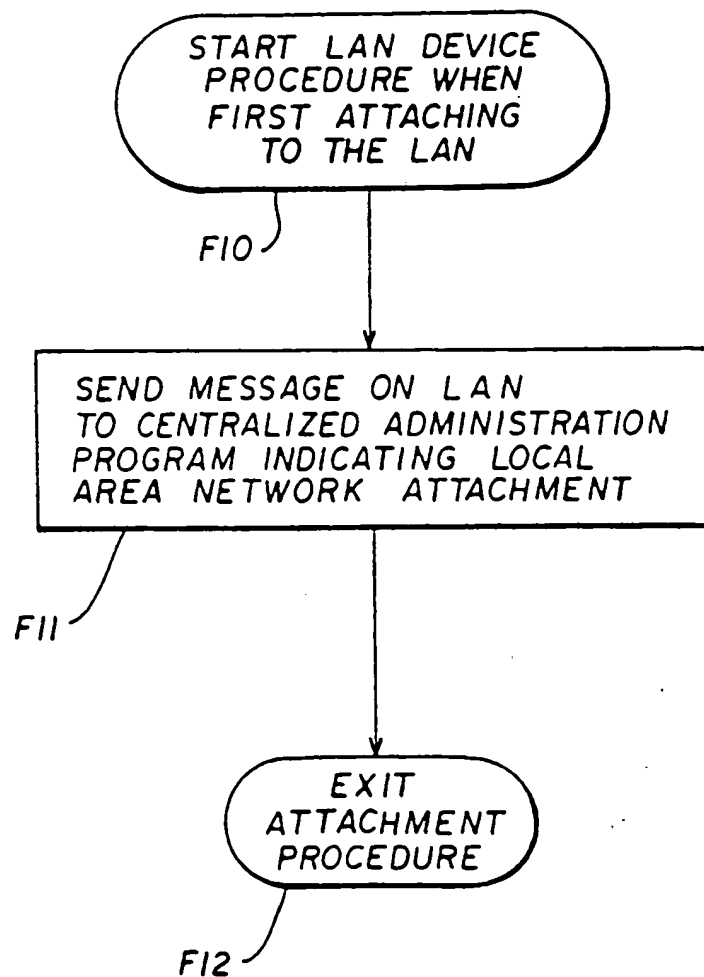 START LAN DEVICE
PROCEDURE WHEN
FIRST ATTACHING
TO THE LAN
F10
SEND MESSAGE ON LAN
TO CENTRALIZED ADMINISTRATION
PROGRAM INDICATING LOCAL
AREA NETWORK ATTACHMENT
F11
EXIT
ATTACHMENT
PROCEDURE
F12